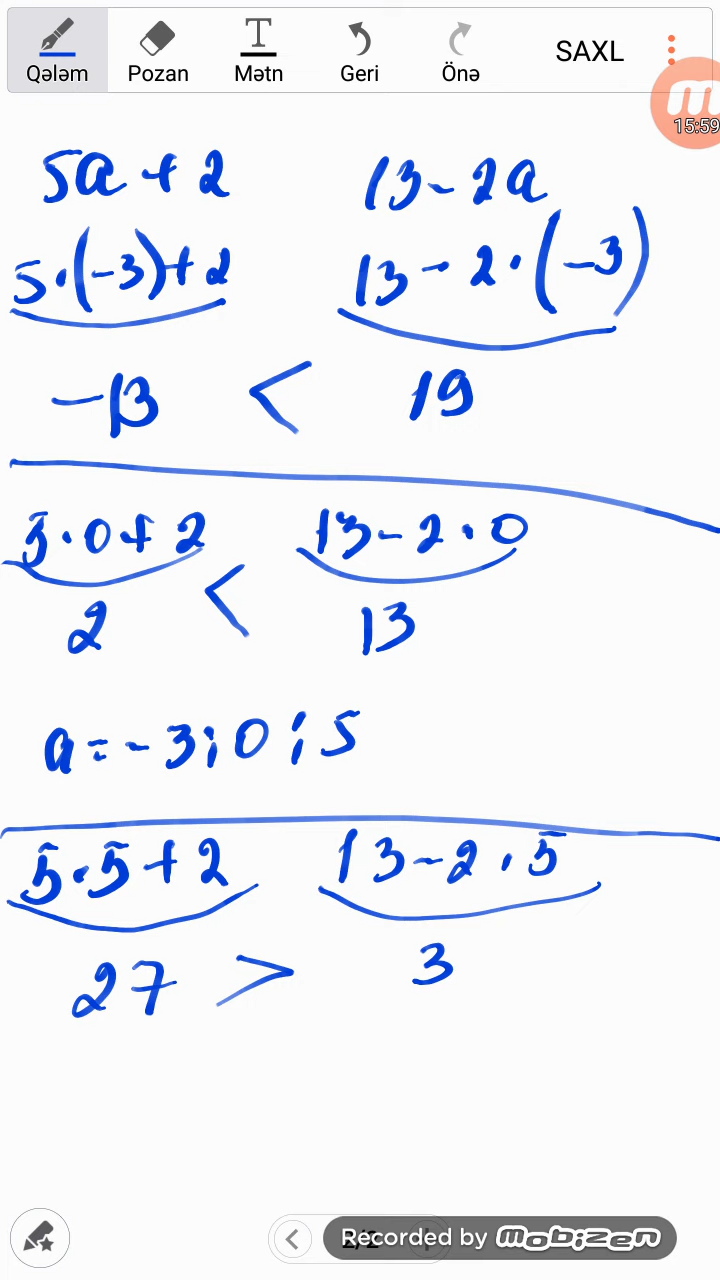 Qələm Pozan Mətn Geri Önə SAXL
15:59
5a + 2 13 - 2a
5·(-3)+2 13 - 2·(-3)
-13 < 19
5·0+2 13-2·0
2 < 13
a = -3; 0; 5
5·5+2 13-2·5
27 > 3
2/2
Recorded by mobizen